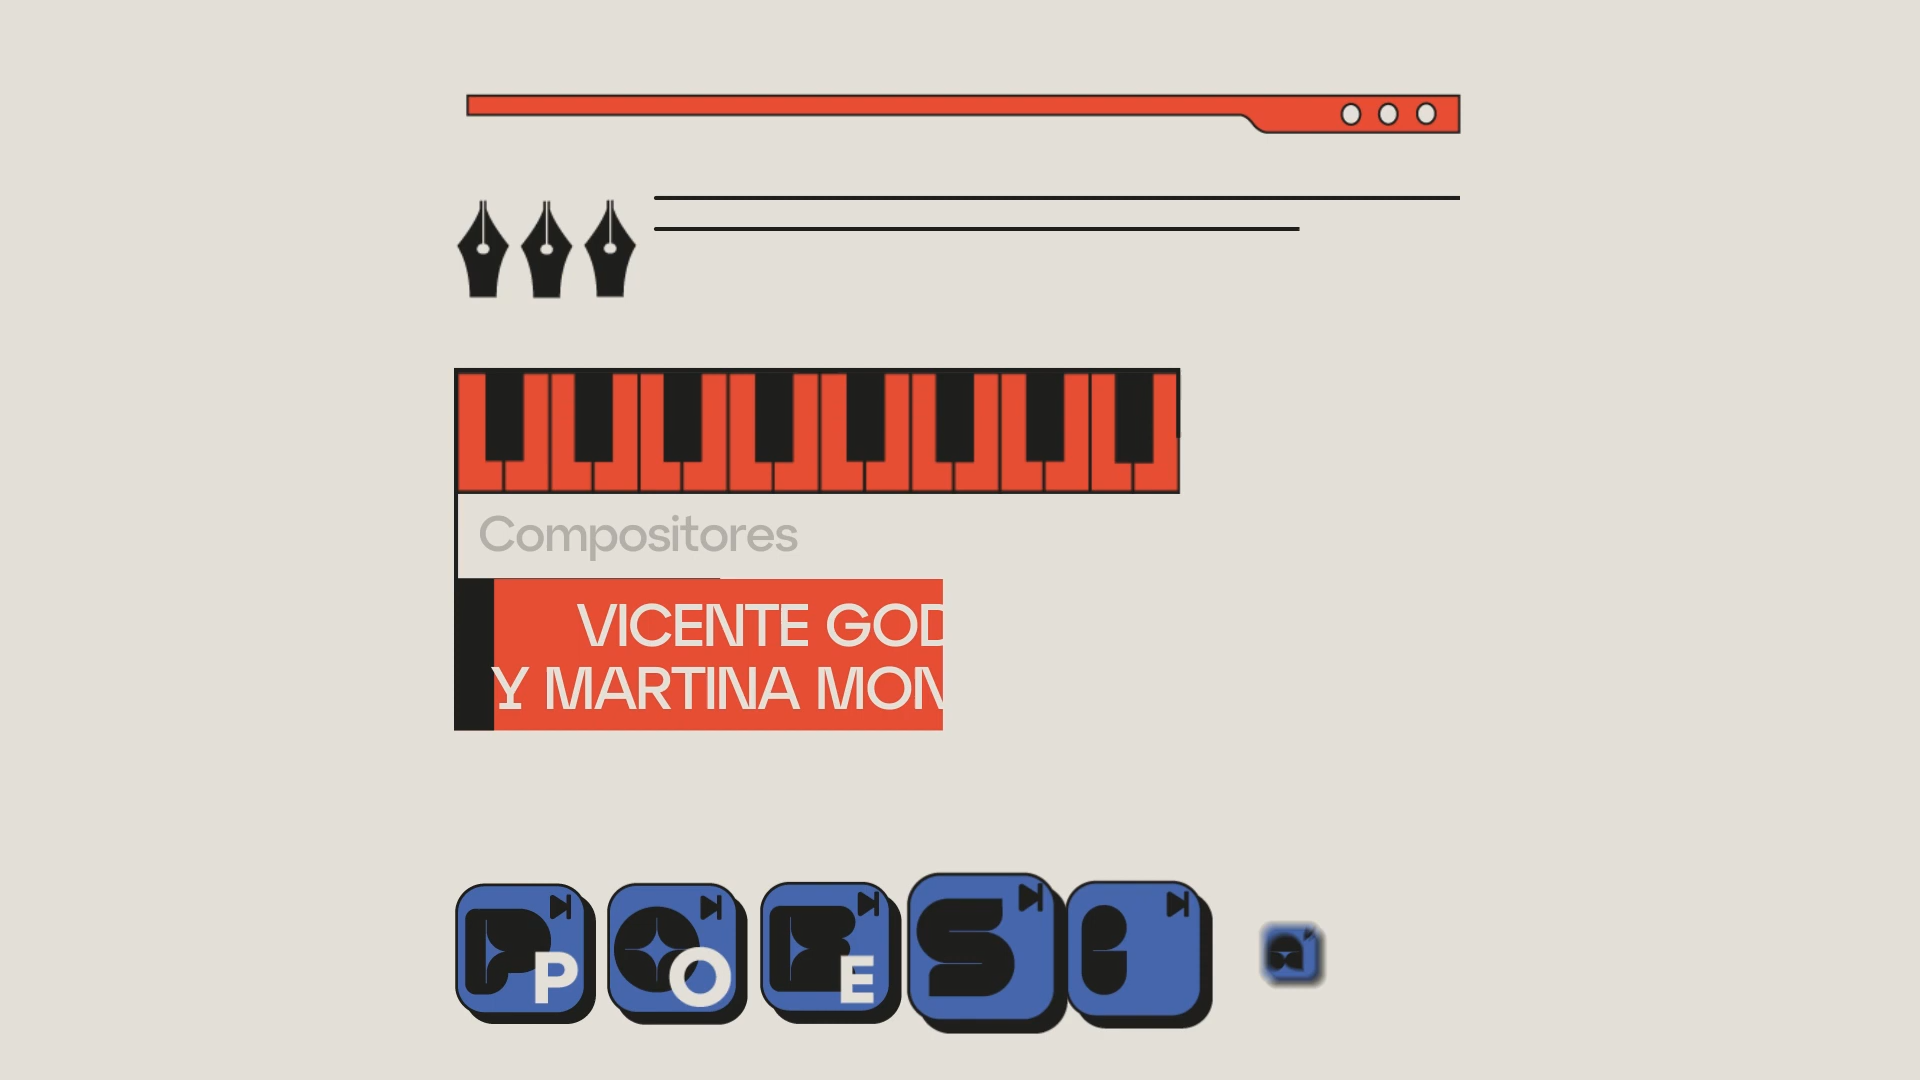 Compositores
VICENTE GOD
Y MARTINA MON
P O E S I A
P O E